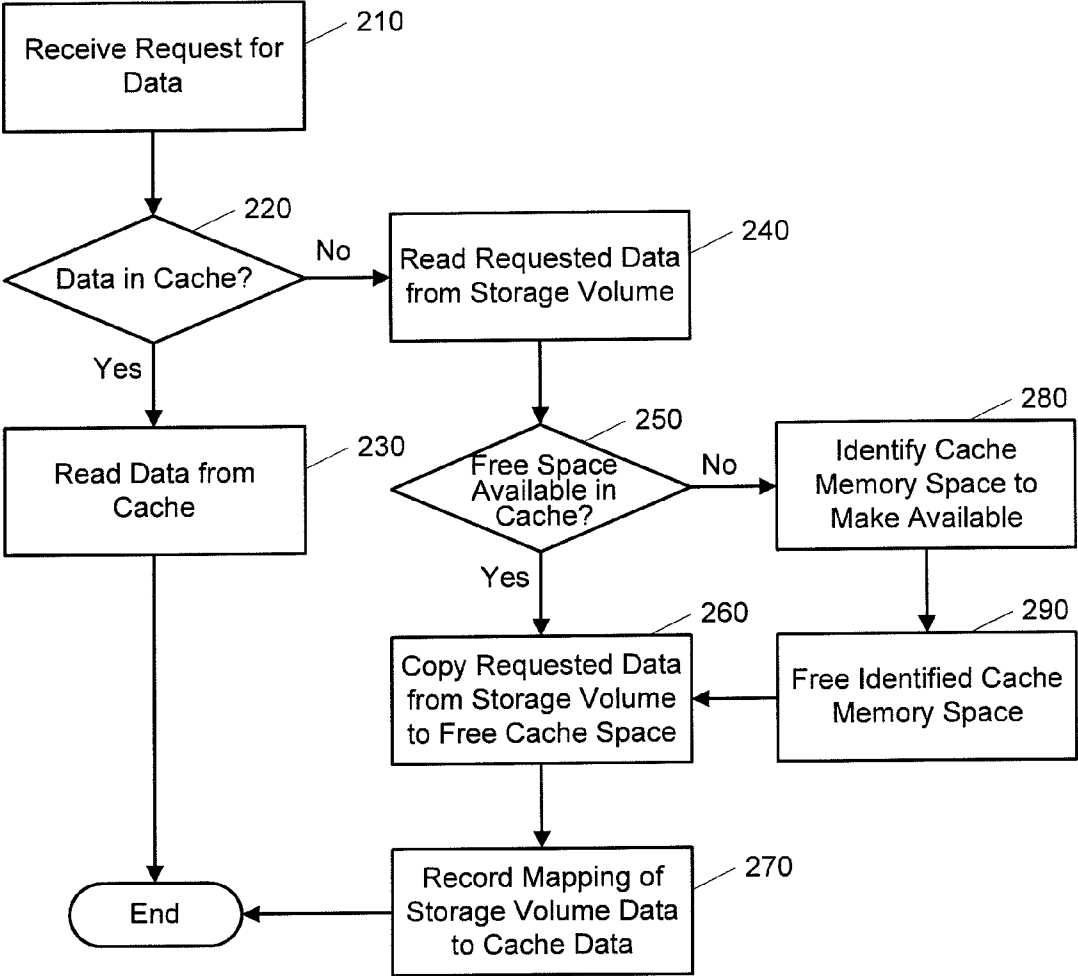 210
Receive Request for
Data
220
Data in Cache?
No
240
Read Requested Data
from Storage Volume
Yes
230
Read Data from
Cache
250
Free Space
Available in
Cache?
No
280
Identify Cache
Memory Space to
Make Available
Yes
260
Copy Requested Data
from Storage Volume
to Free Cache Space
290
Free Identified Cache
Memory Space
270
Record Mapping of
Storage Volume Data
to Cache Data
End